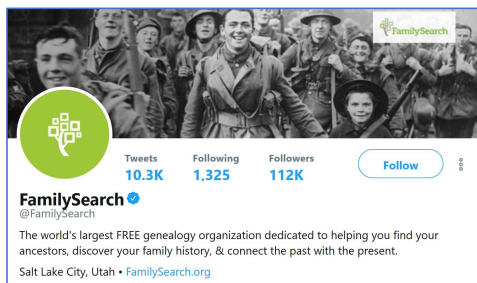 FamilySearch
Tweets Following Followers
10.3K 1,325 112K
Follow
FamilySearch
@FamilySearch
The world's largest FREE genealogy organization dedicated to helping you find your
ancestors, discover your family history, & connect the past with the present.
Salt Lake City, Utah • FamilySearch.org